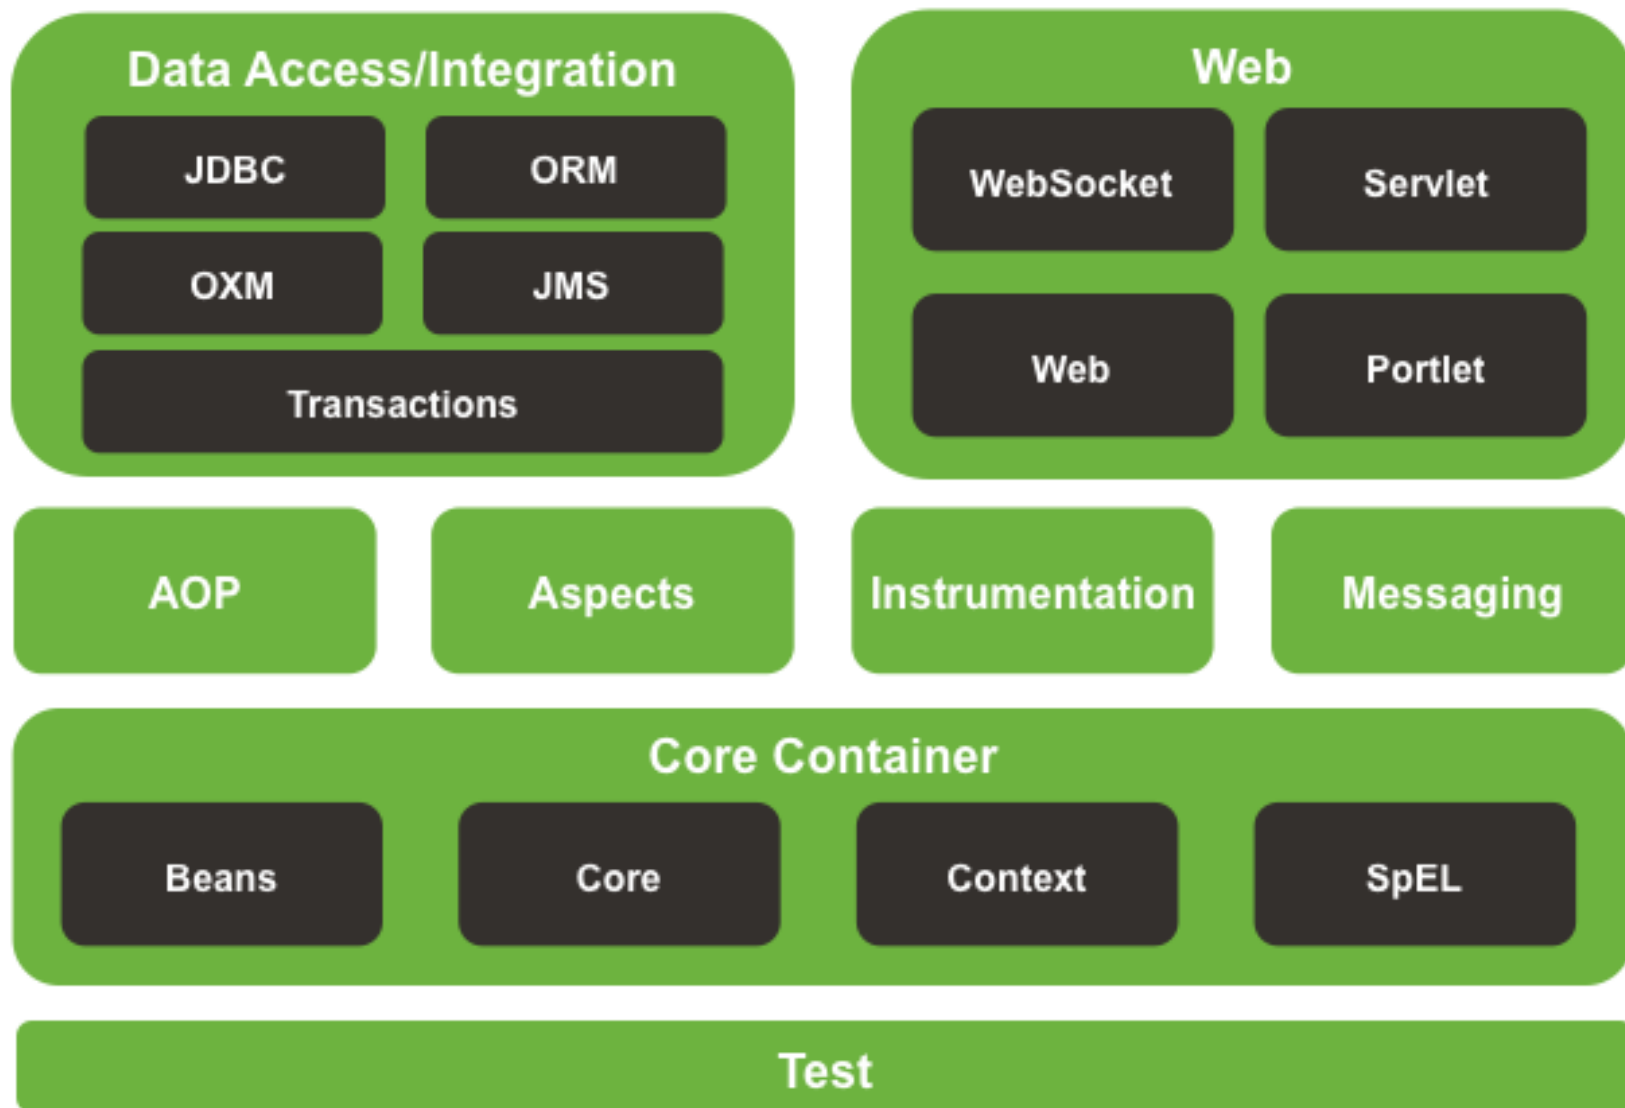 Data Access/Integration
JDBC
ORM
OXM
JMS
Transactions
Web
WebSocket
Servlet
Web
Portlet
AOP
Aspects
Instrumentation
Messaging
Core Container
Beans
Core
Context
SpEL
Test